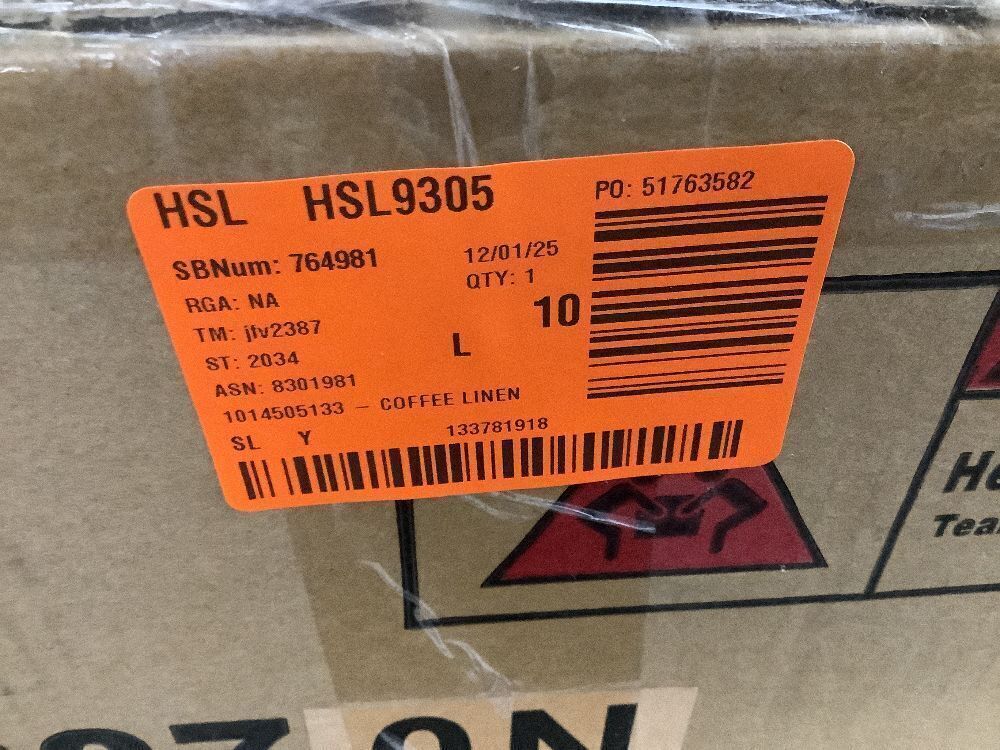 HSL HSL9305
PO: 51763582
SBNum: 764981
12/01/25
RGA: NA
QTY: 1
TM: jlv2387
10
ST: 2034
L
ASN: 8301981
1014505133 – COFFEE LINEN
SL Y
133781918